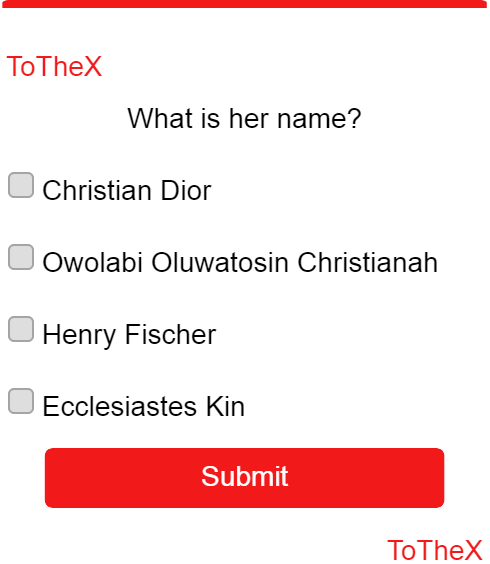 ToTheX
What is her name?
Christian Dior
Owolabi Oluwatosin Christianah
Henry Fischer
Ecclesiastes Kin
Submit
ToTheX